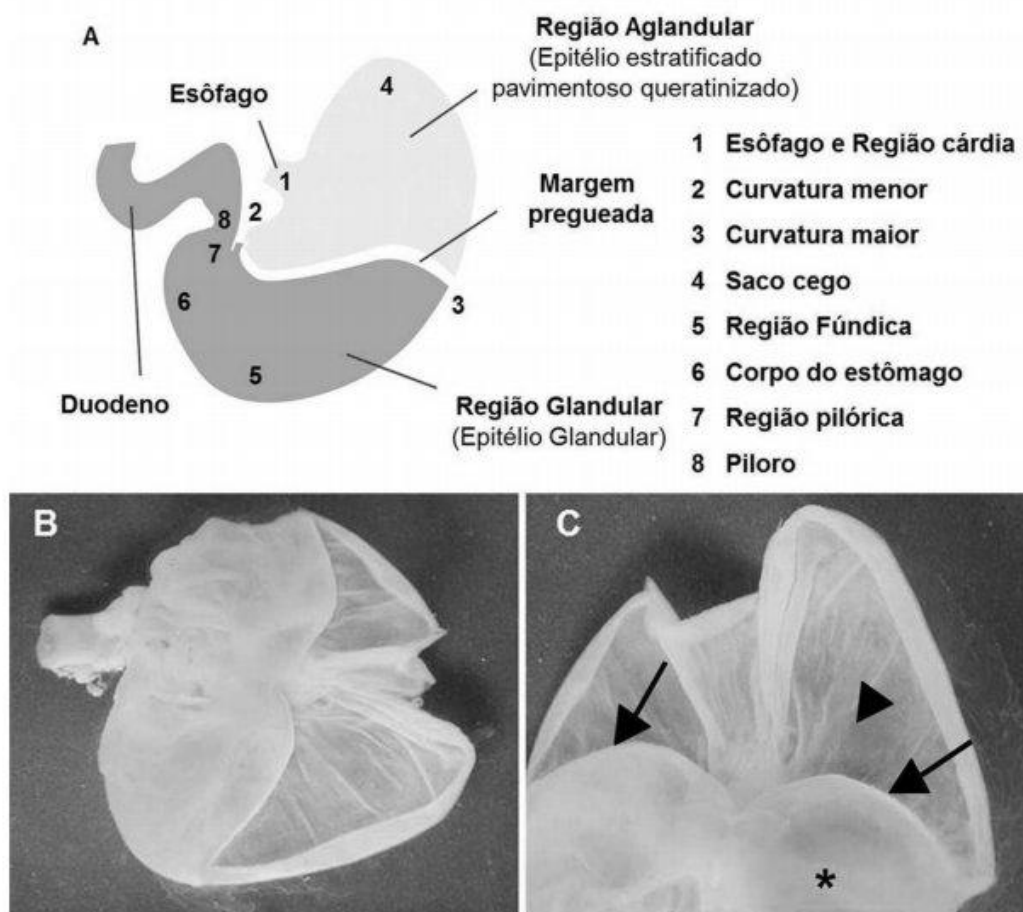 A
Região Aglandular
(Epitélio estratificado
pavimentoso queratinizado)
4
Esôfago
1
2
Margem
pregueada
8
7
6
3
5
Duodeno
Região Glandular
(Epitélio Glandular)
1 Esôfago e Região cárdia
2 Curvatura menor
3 Curvatura maior
4 Saco cego
5 Região Fúndica
6 Corpo do estômago
7 Região pilórica
8 Piloro
B
C
*